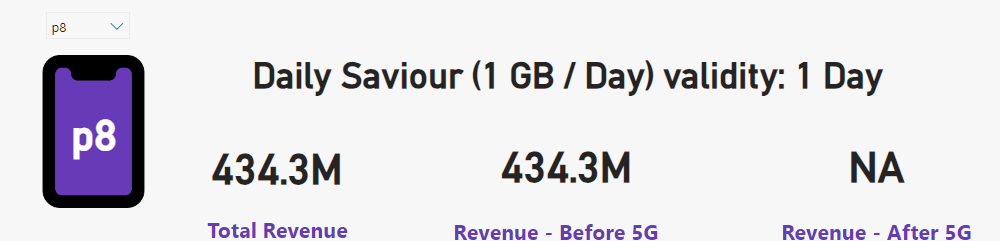 p8
Daily Saviour (1 GB / Day) validity: 1 Day
p8
434.3M 434.3M NA
Total Revenue Revenue - Before 5G Revenue - After 5G